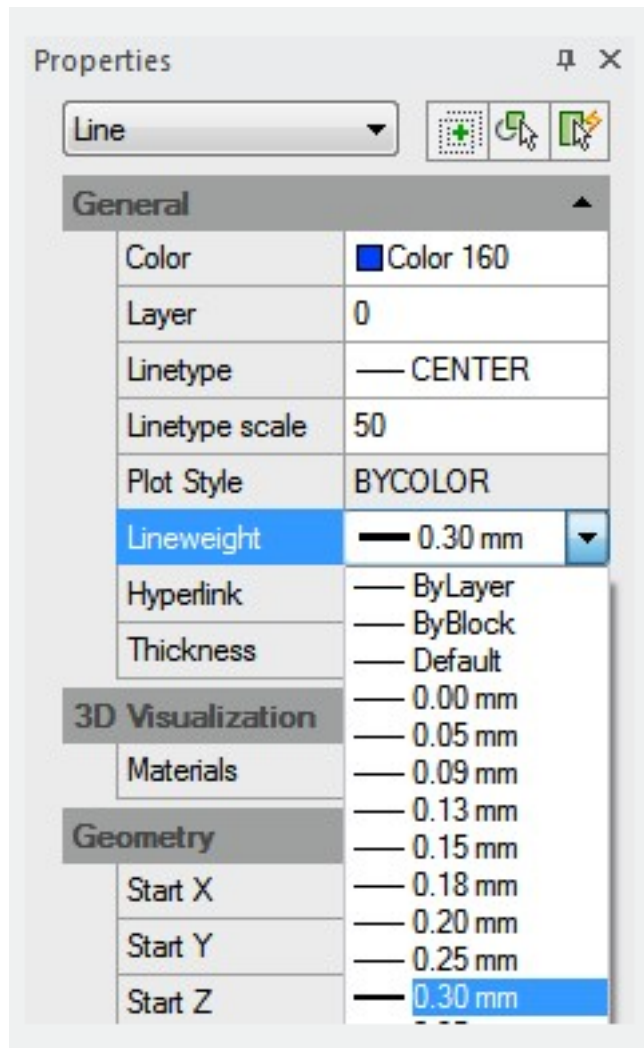 Properties
Line
General
Color Color 160
Layer 0
Linetype CENTER
Linetype scale 50
Plot Style BYCOLOR
Lineweight 0.30 mm
Hyperlink
Thickness
3D Visualization
Materials
Geometry
Start X
Start Y
Start Z
ByLayer
ByBlock
Default
0.00 mm
0.05 mm
0.09 mm
0.13 mm
0.15 mm
0.18 mm
0.20 mm
0.25 mm
0.30 mm